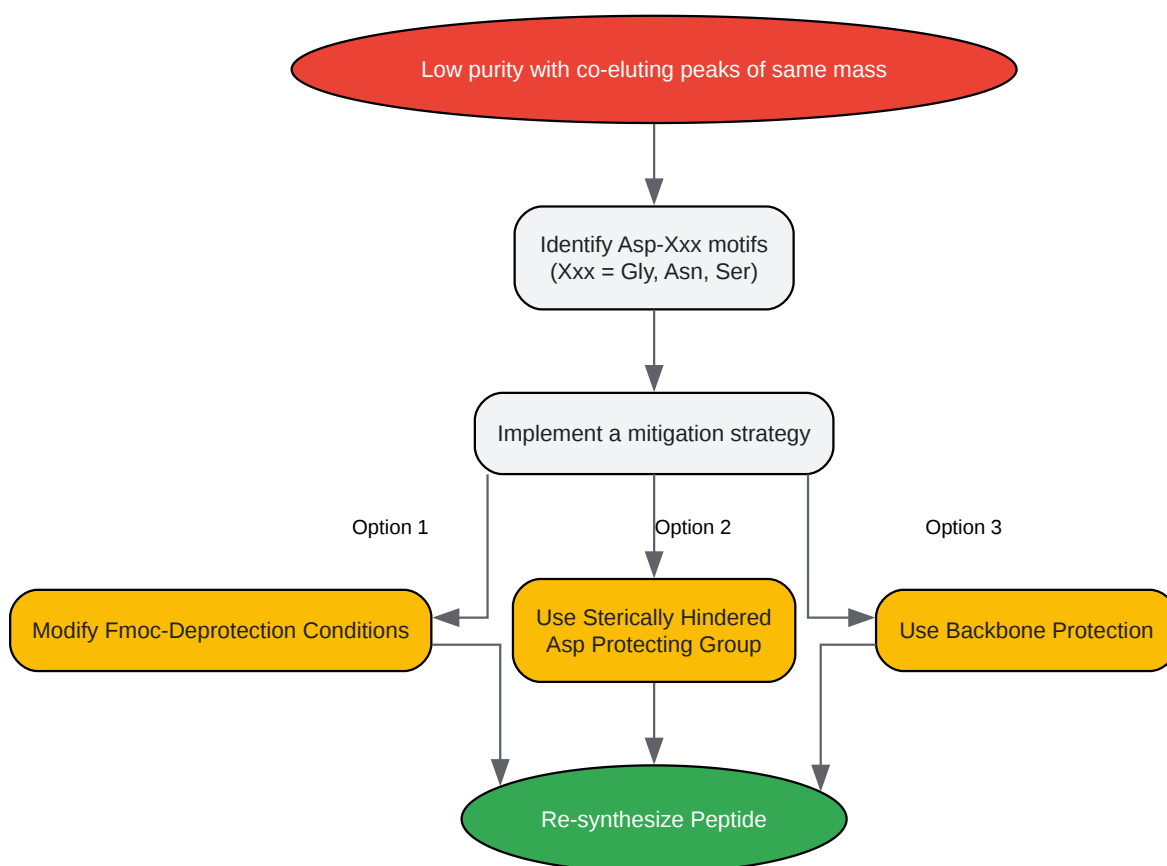 Low purity with co-eluting peaks of same mass
Identify Asp-Xxx motifs
(Xxx = Gly, Asn, Ser)
Implement a mitigation strategy
Option 1
Option 2
Option 3
Modify Fmoc-Deprotection Conditions
Use Sterically Hindered
Asp Protecting Group
Use Backbone Protection
Re-synthesize Peptide